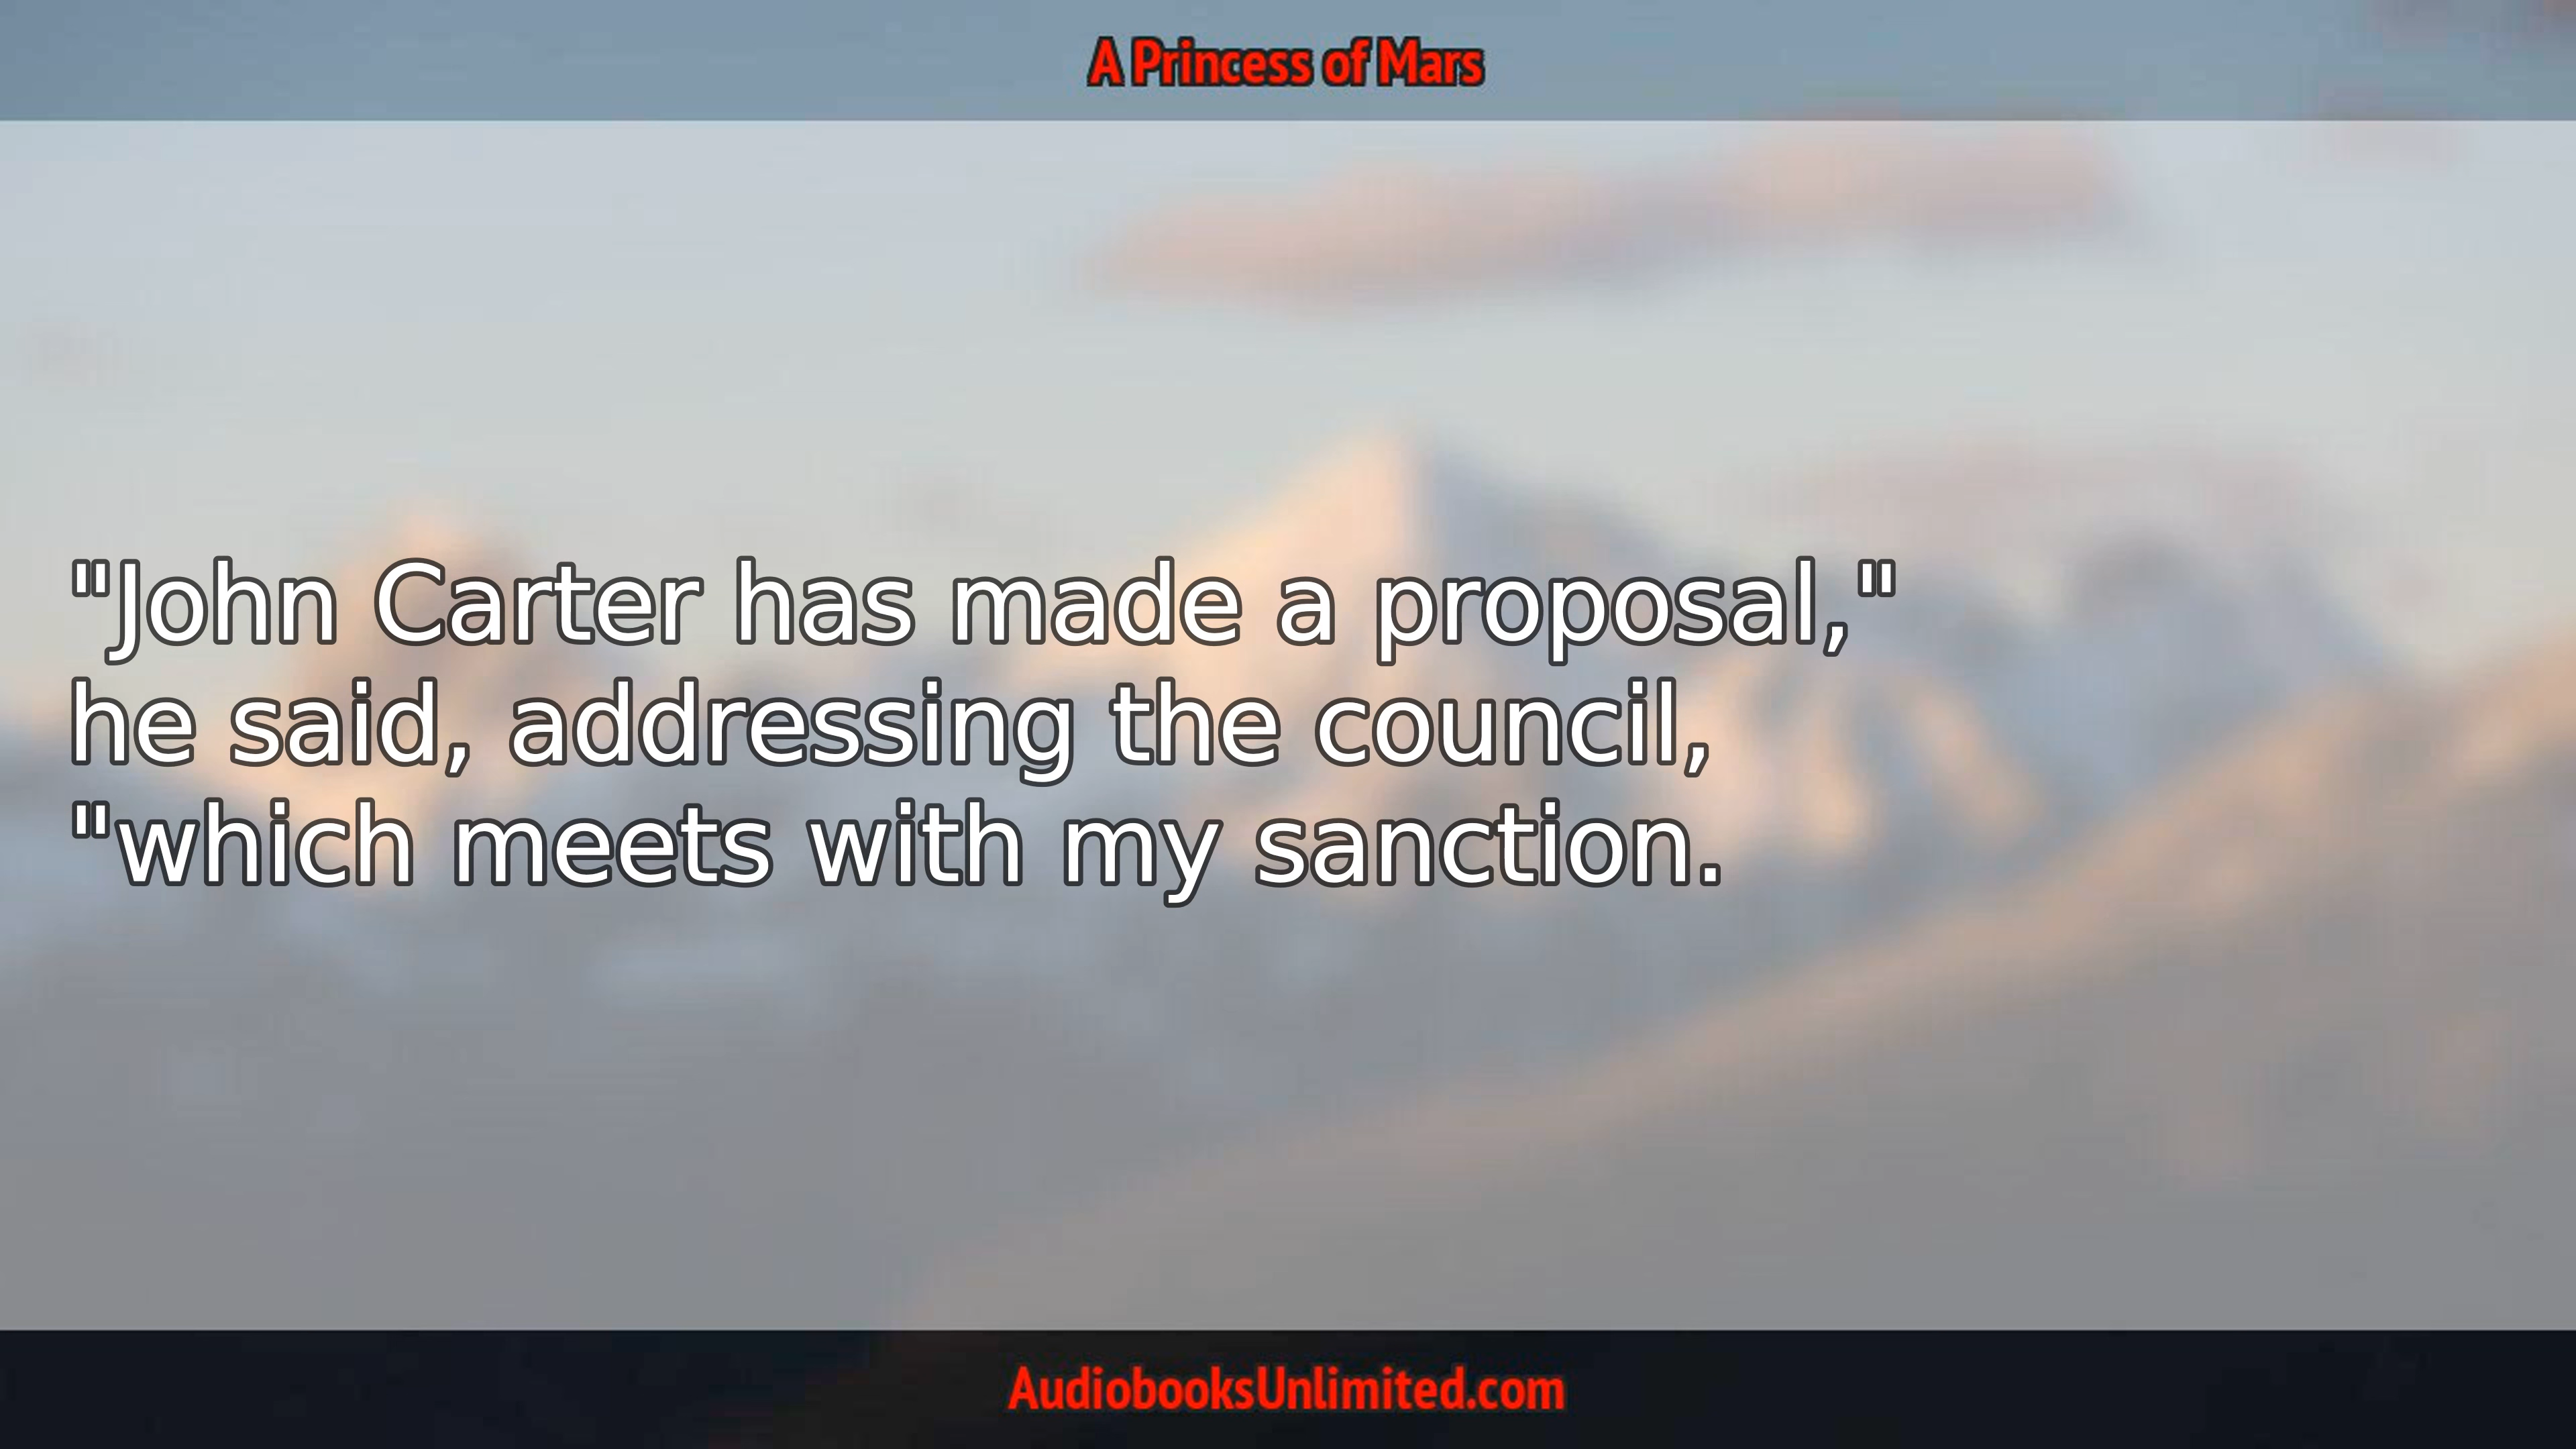 A Princess of Mars
"John Carter has made a proposal,"
he said, addressing the council,
"which meets with my sanction.
AudiobooksUnlimited.com